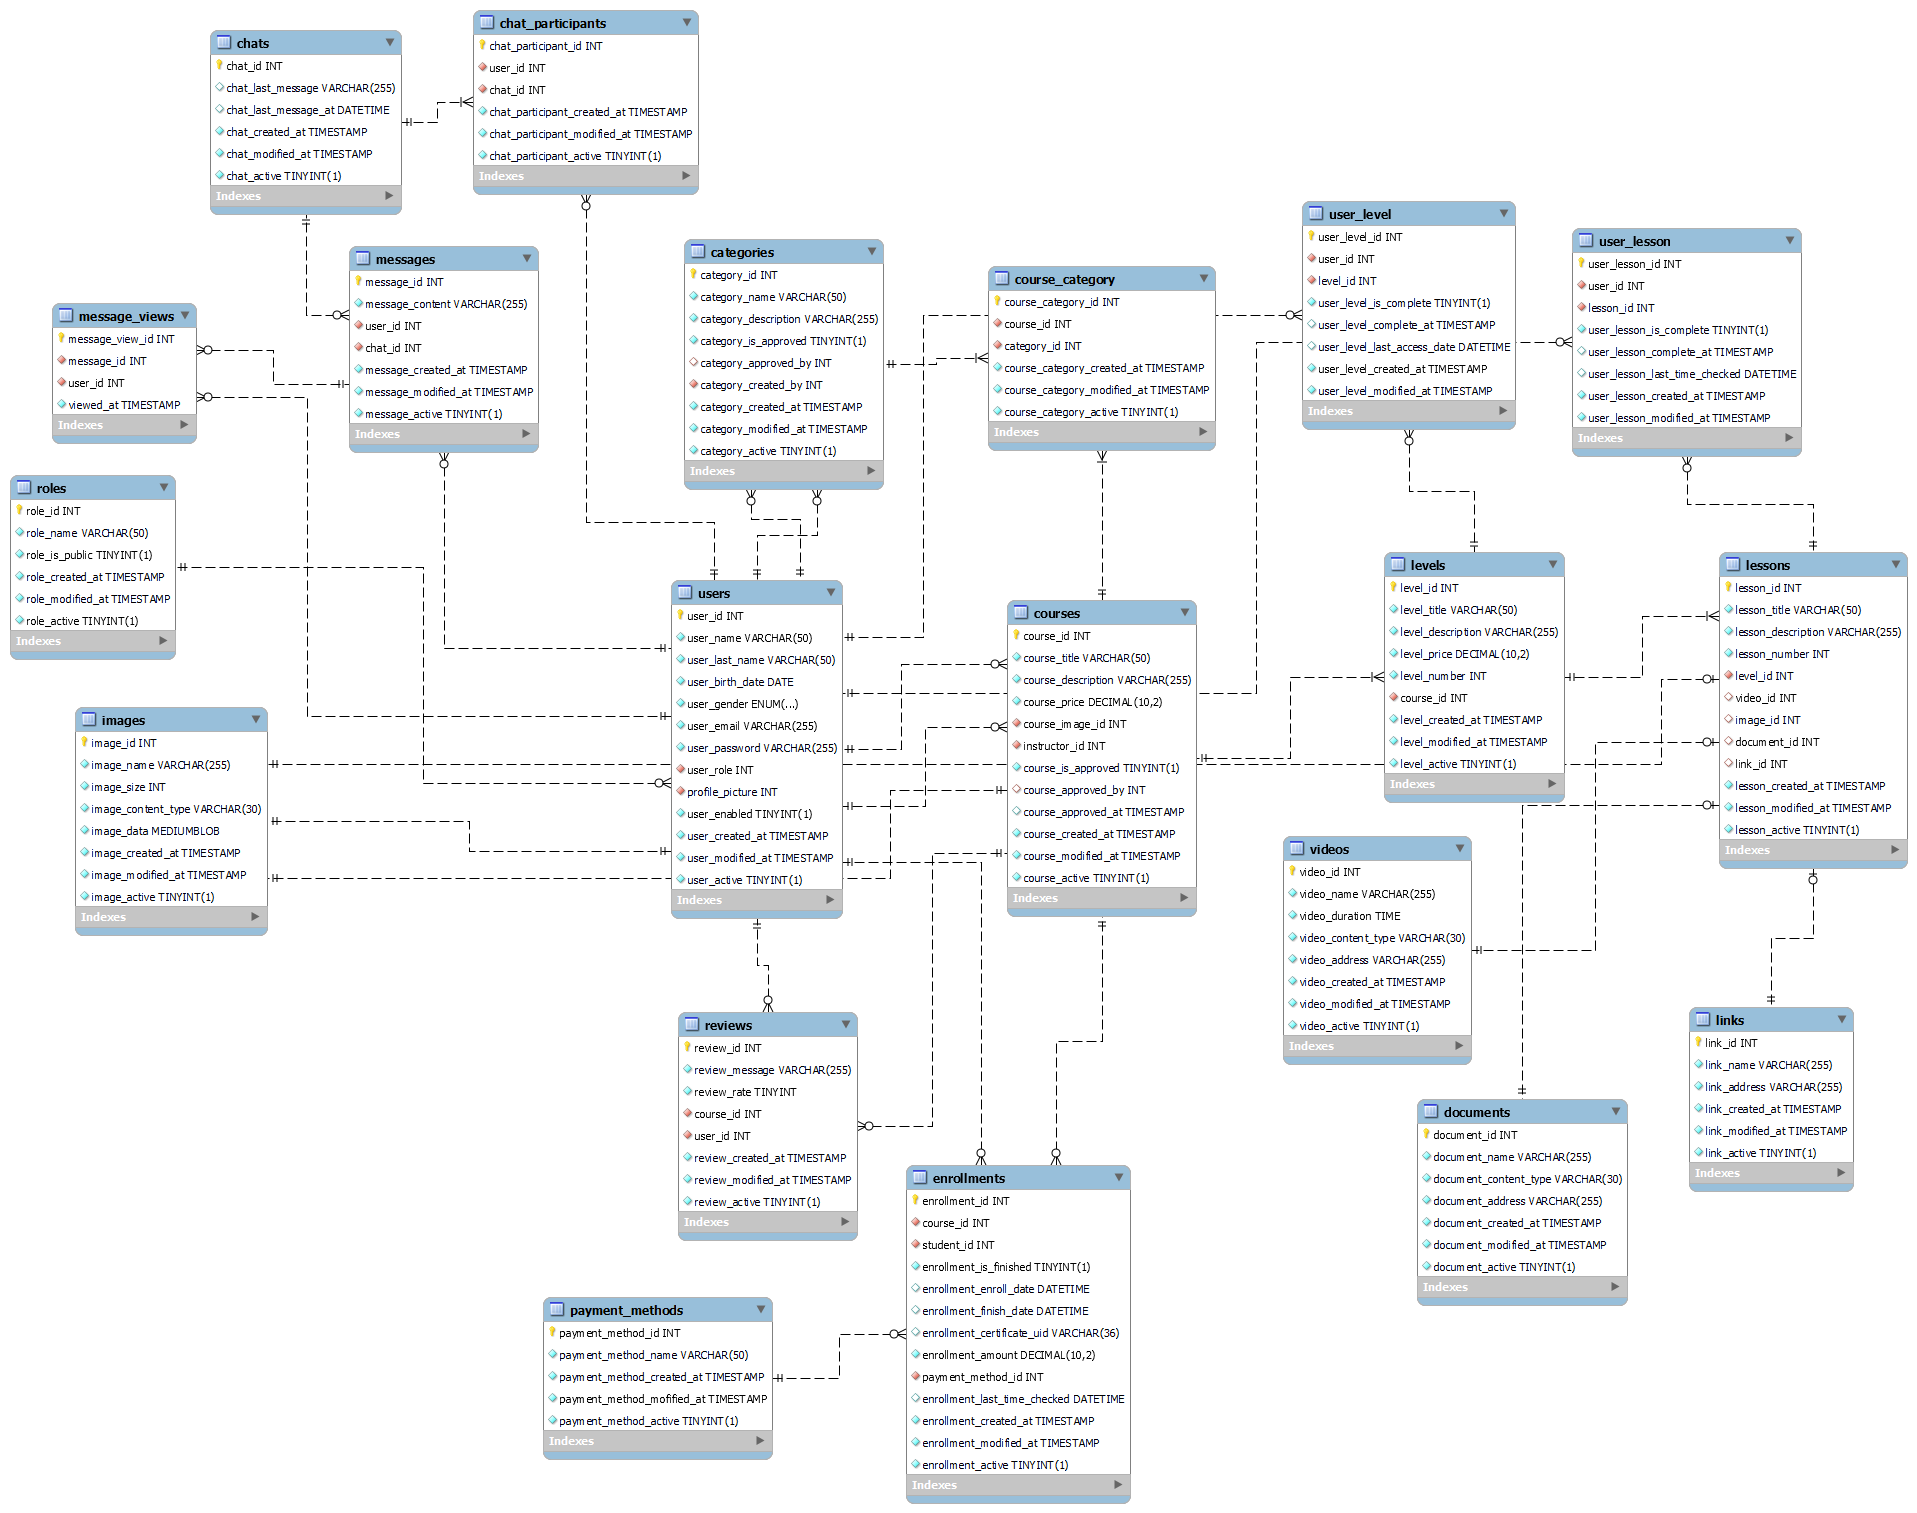 chats
chat_id INT
chat_last_message VARCHAR(255)
chat_last_message_at DATETIME
chat_created_at TIMESTAMP
chat_modified_at TIMESTAMP
chat_active TINYINT(1)
Indexes
chat_participants
chat_participant_id INT
user_id INT
chat_id INT
chat_participant_created_at TIMESTAMP
chat_participant_modified_at TIMESTAMP
chat_participant_active TINYINT(1)
Indexes
messages
message_id INT
message_content VARCHAR(255)
user_id INT
chat_id INT
message_created_at TIMESTAMP
message_modified_at TIMESTAMP
message_active TINYINT(1)
Indexes
message_views
message_view_id INT
message_id INT
user_id INT
viewed_at TIMESTAMP
Indexes
categories
category_id INT
category_name VARCHAR(50)
category_description VARCHAR(255)
category_is_approved TINYINT(1)
category_approved_by INT
category_created_by INT
category_created_at TIMESTAMP
category_modified_at TIMESTAMP
category_active TINYINT(1)
Indexes
course_category
course_category_id INT
course_id INT
category_id INT
course_category_created_at TIMESTAMP
course_category_modified_at TIMESTAMP
course_category_active TINYINT(1)
Indexes
user_level
user_level_id INT
user_id INT
level_id INT
user_level_is_complete TINYINT(1)
user_level_complete_at TIMESTAMP
user_level_last_access_date DATETIME
user_level_created_at TIMESTAMP
user_level_modified_at TIMESTAMP
Indexes
user_lesson
user_lesson_id INT
user_id INT
lesson_id INT
user_lesson_is_complete TINYINT(1)
user_lesson_complete_at TIMESTAMP
user_lesson_last_time_checked DATETIME
user_lesson_created_at TIMESTAMP
user_lesson_modified_at TIMESTAMP
Indexes
roles
role_id INT
role_name VARCHAR(50)
role_is_public TINYINT(1)
role_created_at TIMESTAMP
role_modified_at TIMESTAMP
role_active TINYINT(1)
Indexes
users
user_id INT
user_name VARCHAR(50)
user_last_name VARCHAR(50)
user_birth_date DATE
user_gender ENUM(...)
user_email VARCHAR(255)
user_password VARCHAR(255)
user_role INT
profile_picture INT
user_enabled TINYINT(1)
user_created_at TIMESTAMP
user_modified_at TIMESTAMP
user_active TINYINT(1)
Indexes
courses
course_id INT
course_title VARCHAR(50)
course_description VARCHAR(255)
course_price DECIMAL(10,2)
course_image_id INT
instructor_id INT
course_is_approved TINYINT(1)
course_approved_by INT
course_approved_at TIMESTAMP
course_created_at TIMESTAMP
course_modified_at TIMESTAMP
course_active TINYINT(1)
Indexes
levels
level_id INT
level_title VARCHAR(50)
level_description VARCHAR(255)
level_price DECIMAL(10,2)
level_number INT
course_id INT
level_created_at TIMESTAMP
level_modified_at TIMESTAMP
level_active TINYINT(1)
Indexes
lessons
lesson_id INT
lesson_title VARCHAR(50)
lesson_description VARCHAR(255)
lesson_number INT
level_id INT
video_id INT
image_id INT
document_id INT
link_id INT
lesson_created_at TIMESTAMP
lesson_modified_at TIMESTAMP
lesson_active TINYINT(1)
Indexes
images
image_id INT
image_name VARCHAR(255)
image_size INT
image_content_type VARCHAR(30)
image_data MEDIUMBLOB
image_created_at TIMESTAMP
image_modified_at TIMESTAMP
image_active TINYINT(1)
Indexes
videos
video_id INT
video_name VARCHAR(255)
video_duration TIME
video_content_type VARCHAR(30)
video_address VARCHAR(255)
video_created_at TIMESTAMP
video_modified_at TIMESTAMP
video_active TINYINT(1)
Indexes
reviews
review_id INT
review_message VARCHAR(255)
review_rate TINYINT
course_id INT
user_id INT
review_created_at TIMESTAMP
review_modified_at TIMESTAMP
review_active TINYINT(1)
Indexes
links
link_id INT
link_name VARCHAR(255)
link_address VARCHAR(255)
link_created_at TIMESTAMP
link_modified_at TIMESTAMP
link_active TINYINT(1)
Indexes
documents
document_id INT
document_name VARCHAR(255)
document_content_type VARCHAR(30)
document_address VARCHAR(255)
document_created_at TIMESTAMP
document_modified_at TIMESTAMP
document_active TINYINT(1)
Indexes
enrollments
enrollment_id INT
course_id INT
student_id INT
enrollment_is_finished TINYINT(1)
enrollment_enroll_date DATETIME
enrollment_finish_date DATETIME
enrollment_certificate_uid VARCHAR(36)
enrollment_amount DECIMAL(10,2)
payment_method_id INT
enrollment_last_time_checked DATETIME
enrollment_created_at TIMESTAMP
enrollment_modified_at TIMESTAMP
enrollment_active TINYINT(1)
Indexes
payment_methods
payment_method_id INT
payment_method_name VARCHAR(50)
payment_method_created_at TIMESTAMP
payment_method_mofified_at TIMESTAMP
payment_method_active TINYINT(1)
Indexes